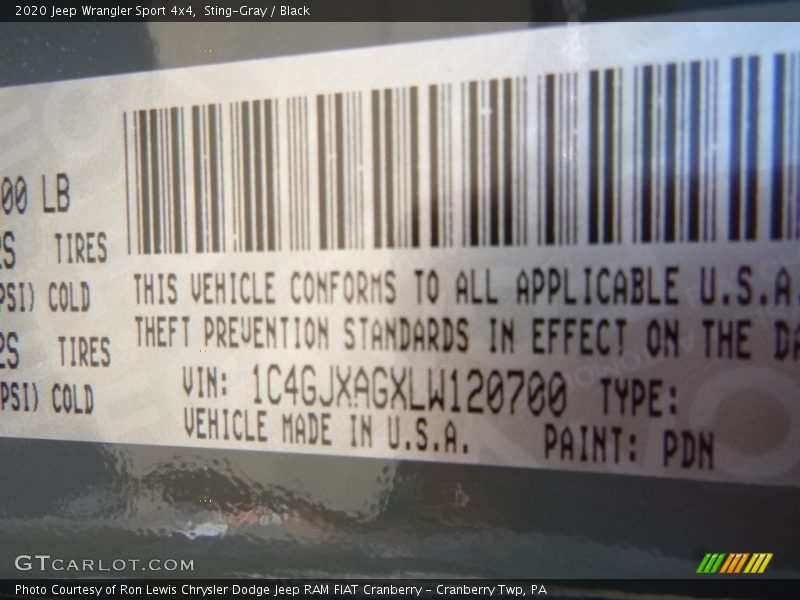 2020 Jeep Wrangler Sport 4x4, Sting-Gray / Black
00 LB
TIRES
PSI) COLD
TIRES
PSI) COLD
THIS VEHICLE CONFORMS TO ALL APPLICABLE U.S.A.
THEFT PREVENTION STANDARDS IN EFFECT ON THE DA
VIN: 1C4GJXAGXLW120700 TYPE:
VEHICLE MADE IN U.S.A. PAINT: PDN
GTCARLOT.COM
Photo Courtesy of Ron Lewis Chrysler Dodge Jeep RAM FIAT Cranberry - Cranberry Twp, PA